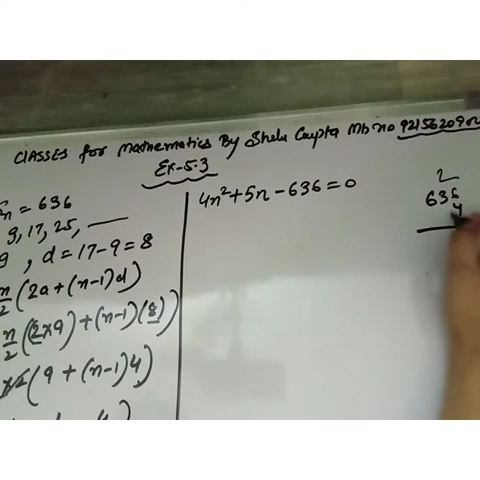 CLASSES for Mathematics By Shelu Gupta Mb no
Ex-5.3
Sn = 636
9, 17, 25, ——
9 , d = 17-9 = 8
n/2 (2a + (n-1)d)
n/2 ((2×9) + (n-1)(8))
(9 + (n-1)4)
4n²+5n-636=0
2
636
4